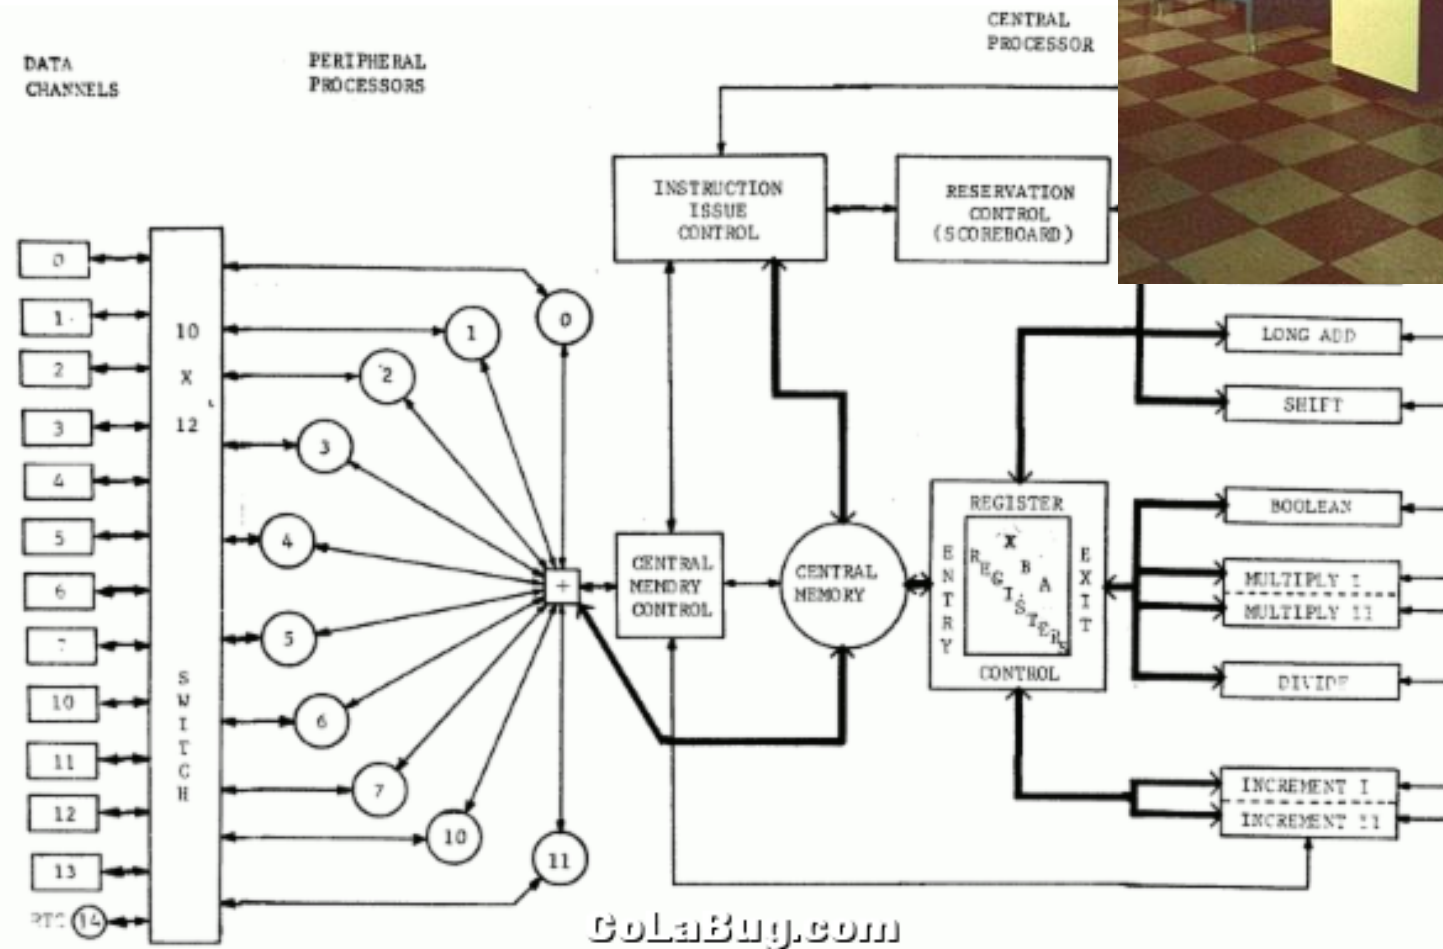 CENTRAL
PROCESSOR
DATA
CHANNELS
PERIPHERAL
PROCESSORS
INSTRUCTION
ISSUE
CONTROL
RESERVATION
CONTROL
(SCOREBOARD)
0
1
2
3
4
5
6
7
10
11
12
13
14
10
X
12
SWITCH
0
1
2
3
4
5
6
7
10
11
+
CENTRAL
MEMORY
CONTROL
CENTRAL
MEMORY
REGISTER
ENTRY
X
B
A
REGISTERS
EXIT
CONTROL
LONG ADD
SHIFT
BOOLEAN
MULTIPLY I
MULTIPLY II
DIVIDE
INCREMENT I
INCREMENT II
CoLaBug.com